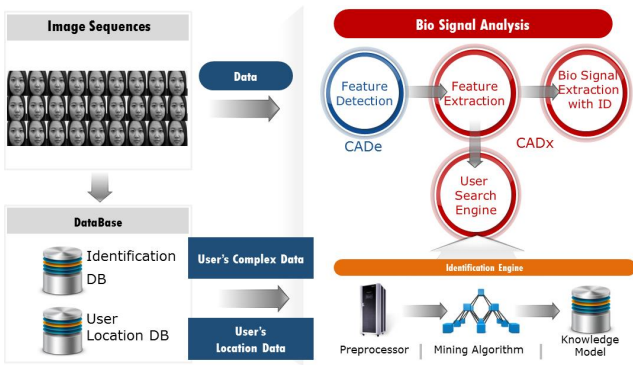 Image Sequences
Data
DataBase
Identification
DB
User
Location DB
User's Complex Data
User's
Location Data
Bio Signal Analysis
Feature
Detection
CADe
Feature
Extraction
Bio Signal
Extraction
with ID
CADx
User
Search
Engine
Identification Engine
Preprocessor
Mining Algorithm
Knowledge
Model